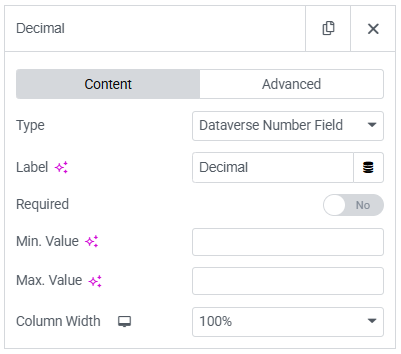 Decimal
Content
Advanced
Type
Dataverse Number Field
Label
Decimal
Required
No
Min. Value
Max. Value
Column Width
100%